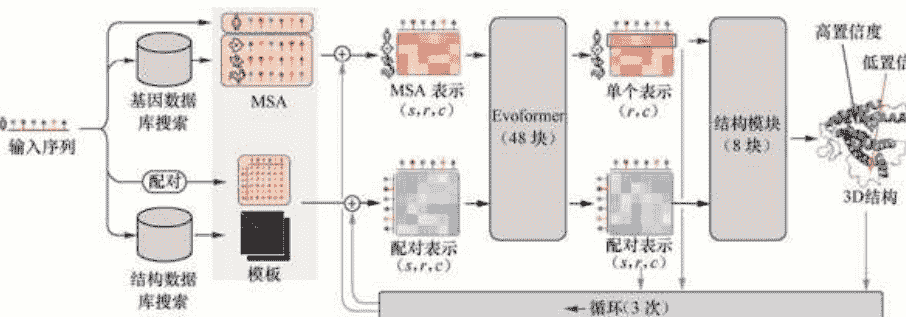 基因数据
库搜索
MSA
输入序列
配对
结构数据
库搜索
模板
MSA 表示
(s,r,c)
配对表示
(s,r,c)
Evoformer
(48 块)
单个表示
(r,c)
配对表示
(s,r,c)
结构模块
(8 块)
高置信度
低置信
3D结构
循环(3 次)